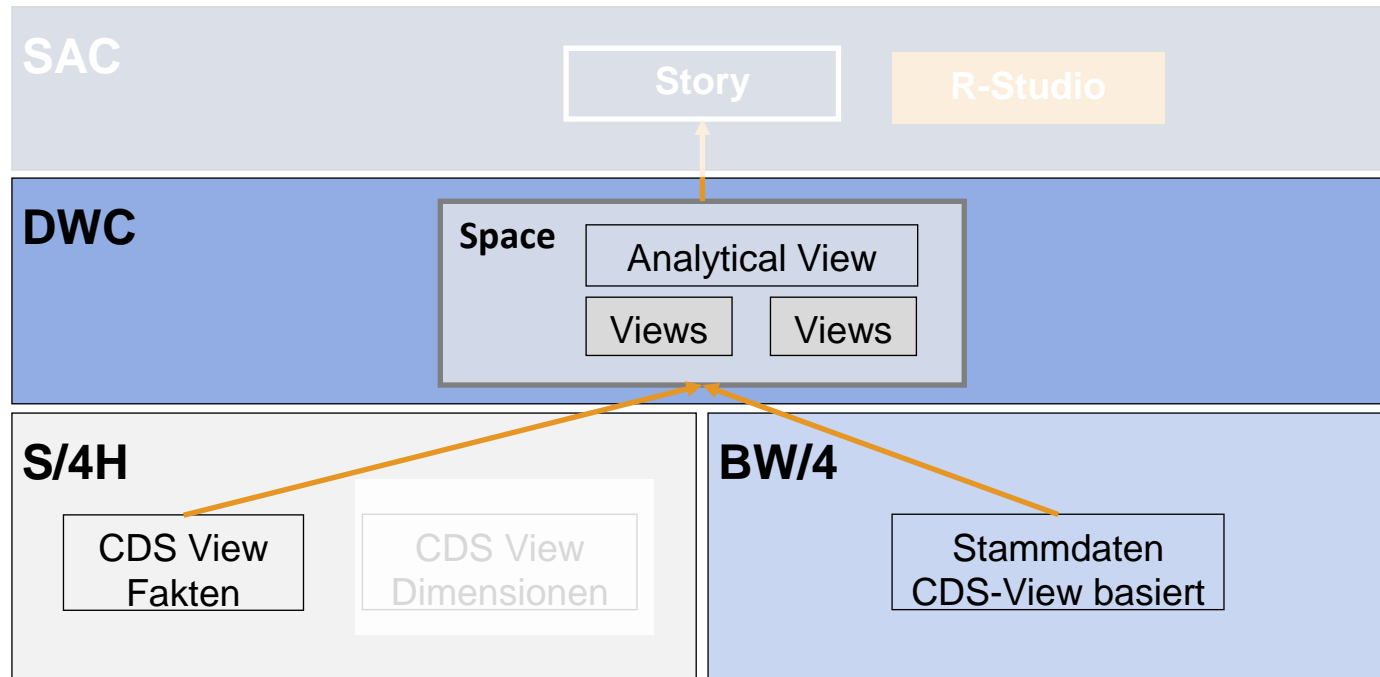 SAC
Story
R-Studio
DWC
Space
Analytical View
Views
Views
S/4H
CDS View
Fakten
CDS View
Dimensionen
BW/4
Stammdaten
CDS-View basiert